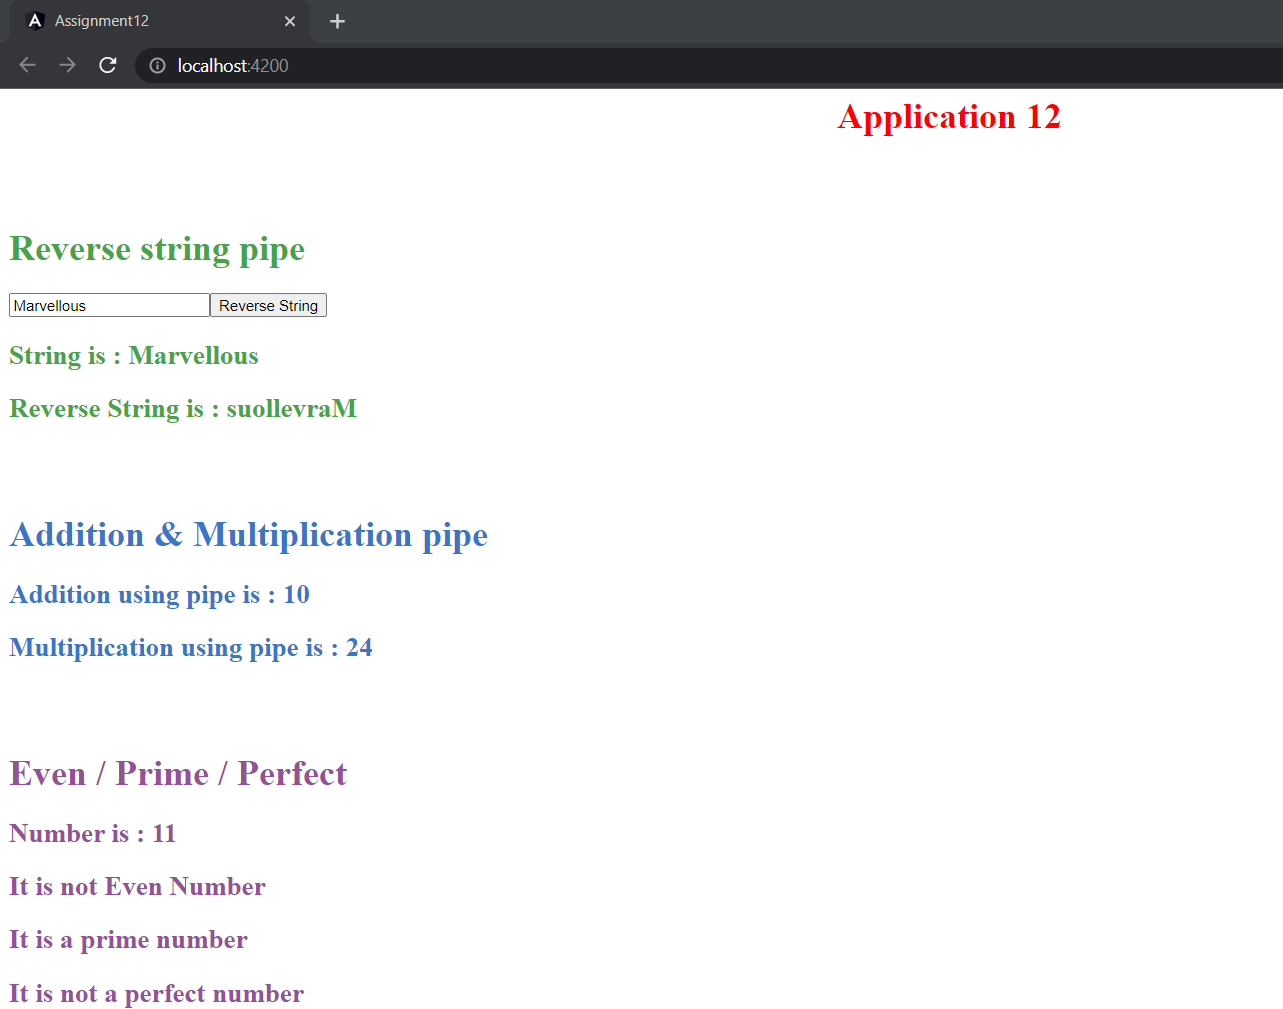 Assignment12
localhost:4200
Application 12
Reverse string pipe
Marvellous Reverse String
String is : Marvellous
Reverse String is : suollevraM
Addition & Multiplication pipe
Addition using pipe is : 10
Multiplication using pipe is : 24
Even / Prime / Perfect
Number is : 11
It is not Even Number
It is a prime number
It is not a perfect number